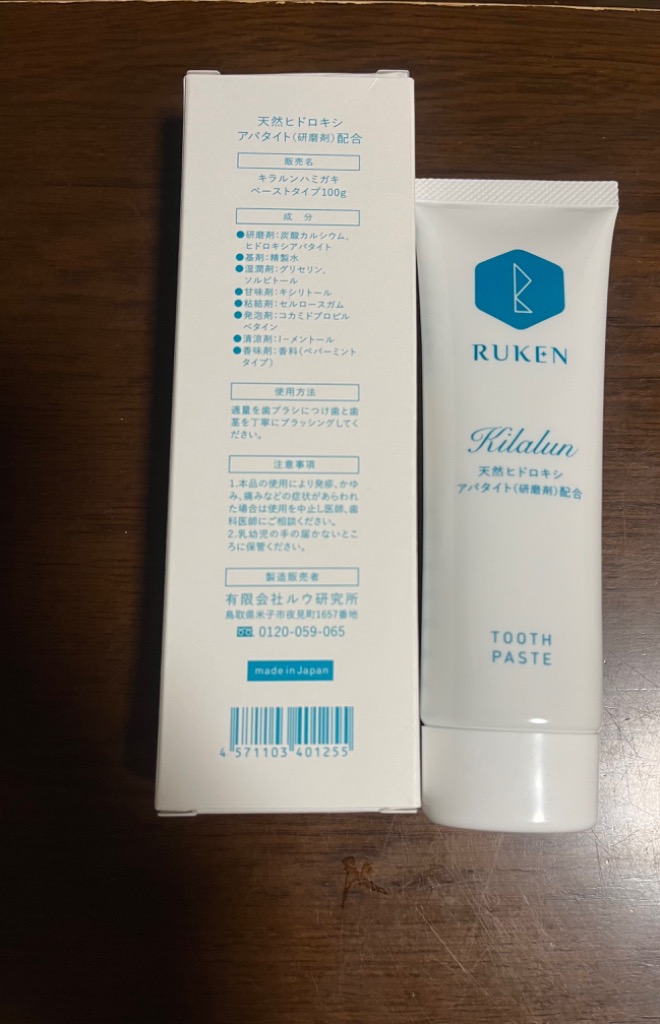 天然ヒドロキシ
アパタイト(研磨剤)配合
販売名
キラルンハミガキ
ペーストタイプ100g
成分
●研磨剤:炭酸カルシウム、
ヒドロキシアパタイト
●基剤:精製水
●湿潤剤:グリセリン、
ソルビトール
●甘味剤:キシリトール
●粘結剤:セルロースガム
●発泡剤:コカミドプロピル
ベタイン
●清涼剤:l-メントール
●香味剤:香料(ペパーミント
タイプ)
使用方法
適量を歯ブラシにつけ歯と歯
茎を丁寧にブラッシングしてく
ださい。
注意事項
1.本品の使用により発疹、かゆ
み、痛みなどの症状があらわれ
た場合は使用を中止し医師、歯
科医師にご相談ください。
2.乳幼児の手の届かないとこ
ろに保管ください。
製造販売者
有限会社ルウ研究所
鳥取県米子市夜見町1657番地
0120-059-065
made in Japan
4 571103 401255
RUKEN
Kilalun
天然ヒドロキシ
アパタイト(研磨剤)配合
TOOTH
PASTE